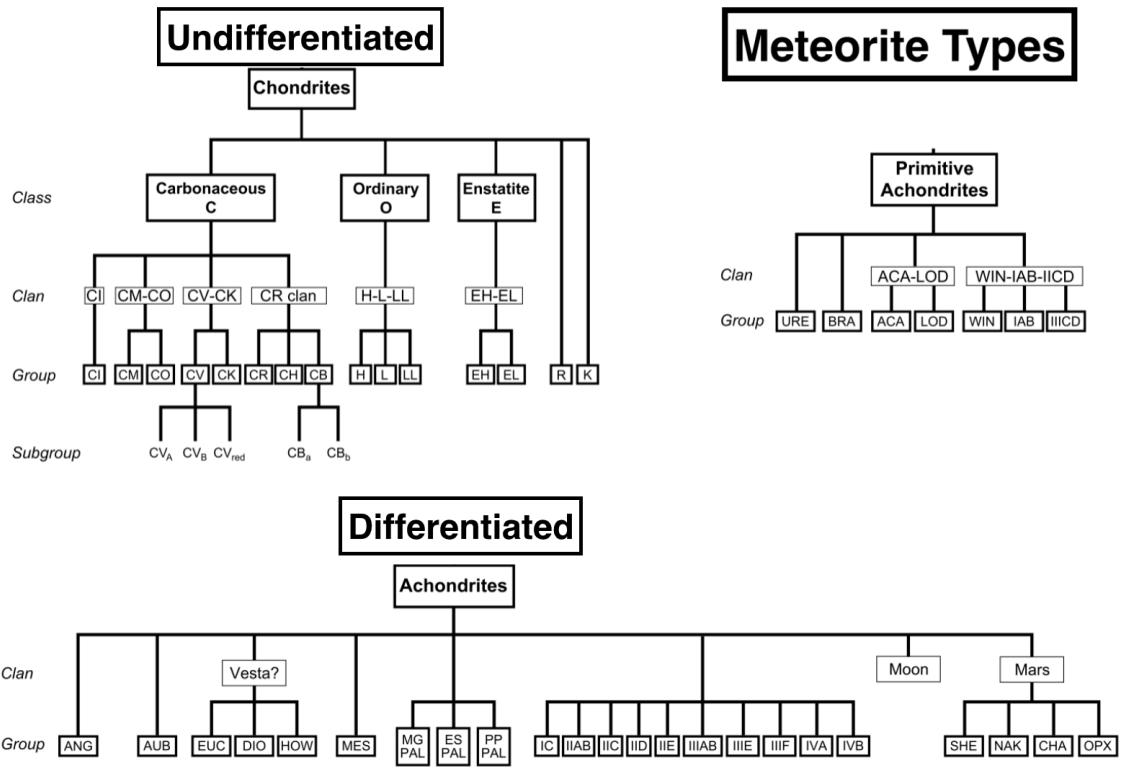 Undifferentiated
Meteorite Types
Chondrites
Class
Carbonaceous
C
Ordinary
O
Enstatite
E
Clan
CI
CM-CO
CV-CK
CR clan
H-L-LL
EH-EL
Group
CI
CM
CO
CV
CK
CR
CH
CB
H
L
LL
EH
EL
R
K
Subgroup
CVA
CVB
CVred
CBa
CBb
Primitive
Achondrites
Clan
ACA-LOD
WIN-IAB-IICD
Group
URE
BRA
ACA
LOD
WIN
IAB
IIICD
Differentiated
Achondrites
Clan
Vesta?
Moon
Mars
Group
ANG
AUB
EUC
DIO
HOW
MES
MG
PAL
ES
PAL
PP
PAL
IC
IIAB
IIC
IID
IIE
IIIAB
IIIE
IIIF
IVA
IVB
SHE
NAK
CHA
OPX